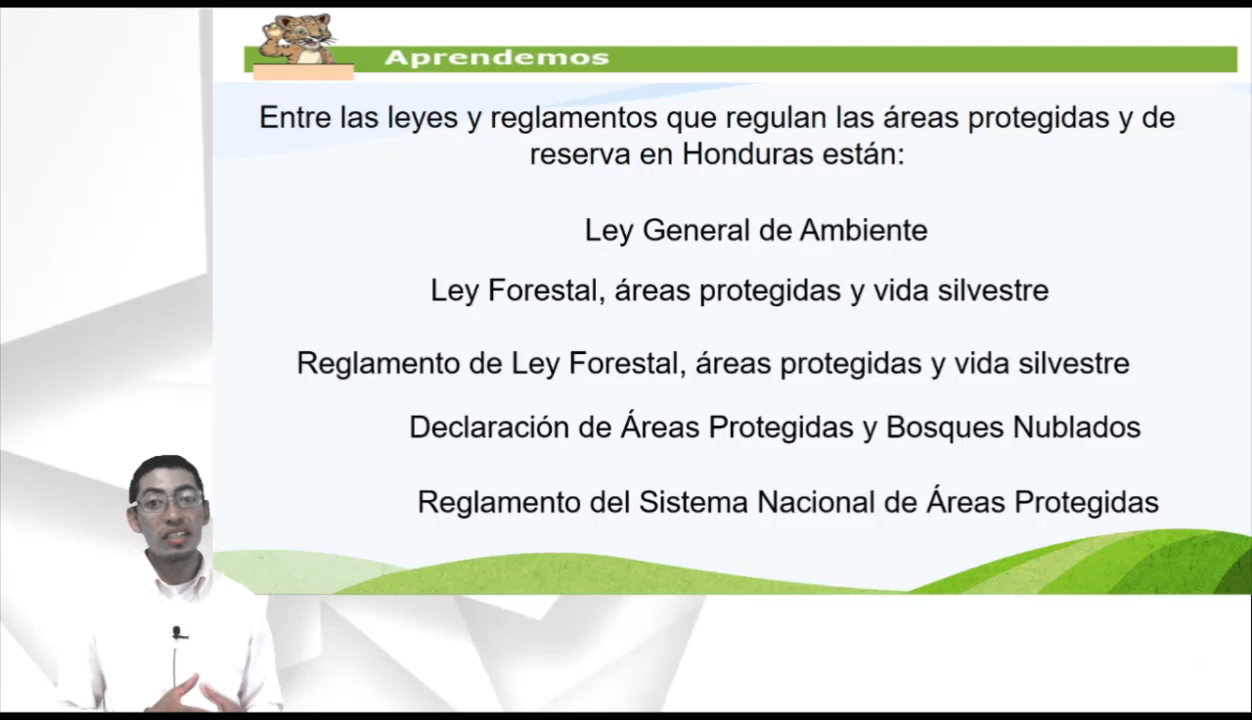 Aprendemos
Entre las leyes y reglamentos que regulan las áreas protegidas y de
reserva en Honduras están:
Ley General de Ambiente
Ley Forestal, áreas protegidas y vida silvestre
Reglamento de Ley Forestal, áreas protegidas y vida silvestre
Declaración de Áreas Protegidas y Bosques Nublados
Reglamento del Sistema Nacional de Áreas Protegidas